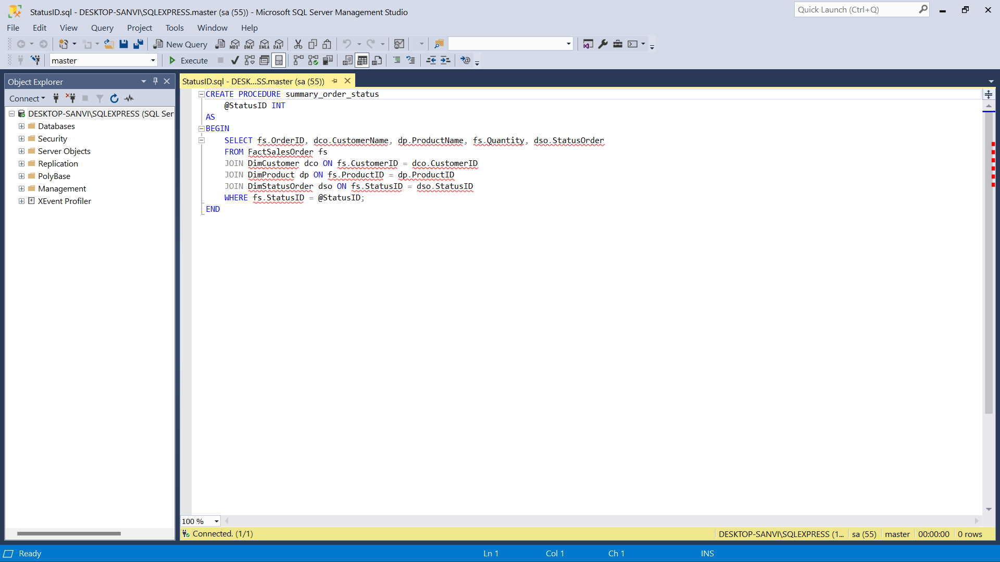 StatusID.sql - DESKTOP-SANVI\SQLEXPRESS.master (sa (55)) - Microsoft SQL Server Management Studio
Quick Launch (Ctrl+Q)
File Edit View Query Project Tools Window Help
New Query MDX DMX XMLA DAX
master Execute
Object Explorer
StatusID.sql - DESK...SS.master (sa (55))
Connect
DESKTOP-SANVI\SQLEXPRESS (SQL Ser
Databases
Security
Server Objects
Replication
PolyBase
Management
XEvent Profiler
CREATE PROCEDURE summary_order_status
@StatusID INT
AS
BEGIN
SELECT fs.OrderID, dco.CustomerName, dp.ProductName, fs.Quantity, dso.StatusOrder
FROM FactSalesOrder fs
JOIN DimCustomer dco ON fs.CustomerID = dco.CustomerID
JOIN DimProduct dp ON fs.ProductID = dp.ProductID
JOIN DimStatusOrder dso ON fs.StatusID = dso.StatusID
WHERE fs.StatusID = @StatusID;
END
100 %
Connected. (1/1) DESKTOP-SANVI\SQLEXPRESS (1... sa (55) master 00:00:00 0 rows
Ready Ln 1 Col 1 Ch 1 INS